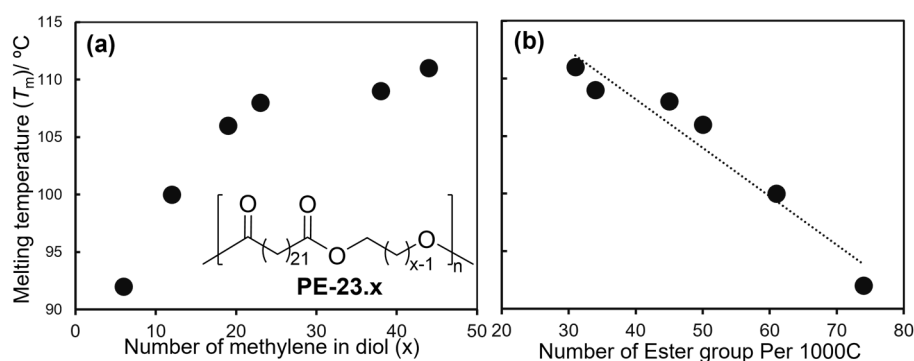 (a)
Melting temperature (Tm)/ ºC
115
110
105
100
95
90
0
10
20
30
40
50
Number of methylene in diol (x)
O
O
21
O
x-1
O
n
PE-23.x
(b)
20
30
40
50
60
70
80
Number of Ester group Per 1000C